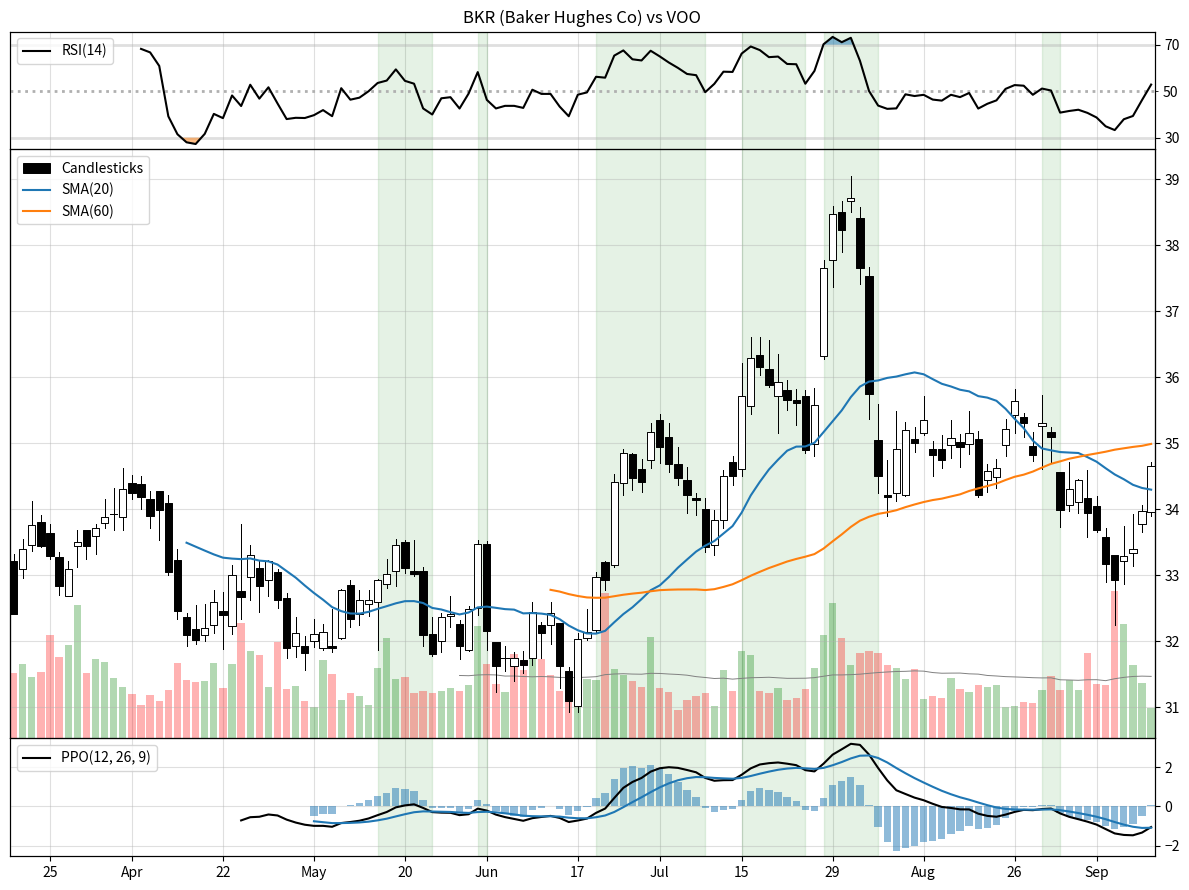 BKR (Baker Hughes Co) vs VOO
RSI(14)
70
50
30
Candlesticks
SMA(20)
SMA(60)
39
38
37
36
35
34
33
32
31
PPO(12, 26, 9)
2
0
−2
25 Apr 22 May 20 Jun 17 Jul 15 29 Aug 26 Sep